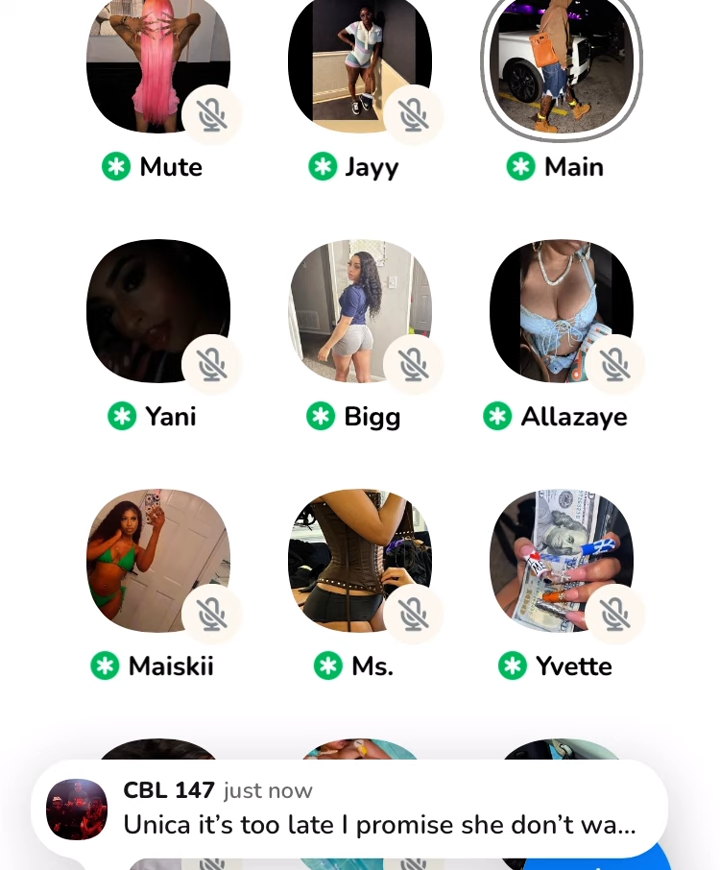 Mute Jayy Main
Yani Bigg Allazaye
Maiskii Ms. Yvette
CBL 147 just now
Unica it’s too late I promise she don’t wa...